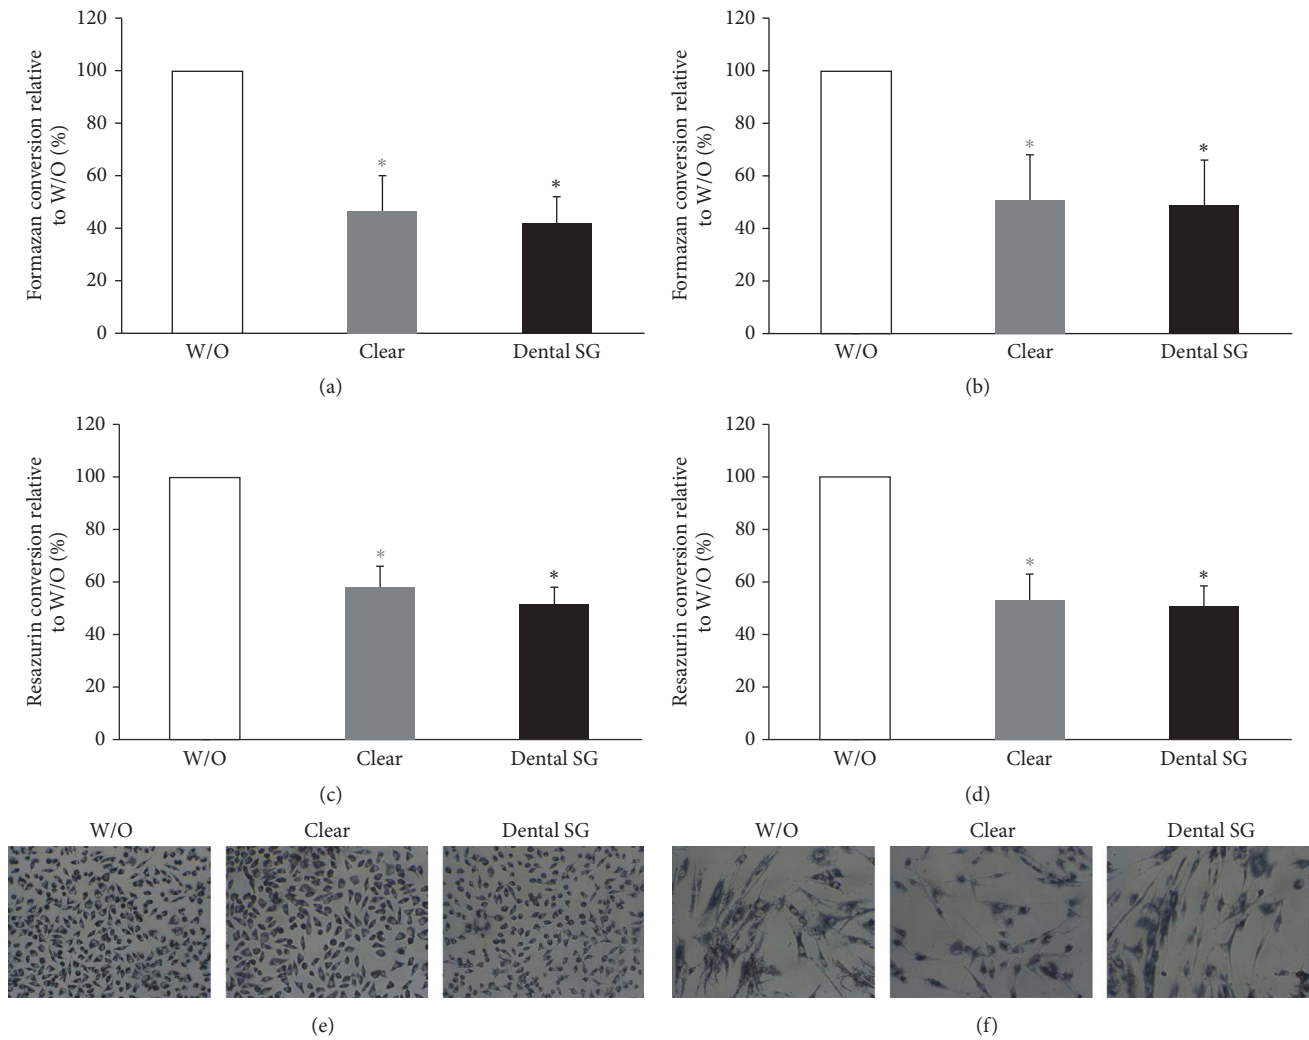 Formazan conversion relative
to W/O (%)
120
100
80
60
40
20
0
*
*
W/O Clear Dental SG
(a)
Formazan conversion relative
to W/O (%)
120
100
80
60
40
20
0
*
*
W/O Clear Dental SG
(b)
Resazurin conversion relative
to W/O (%)
120
100
80
60
40
20
0
*
*
W/O Clear Dental SG
(c)
Resazurin conversion relative
to W/O (%)
120
100
80
60
40
20
0
*
*
W/O Clear Dental SG
(d)
W/O Clear Dental SG
(e)
W/O Clear Dental SG
(f)